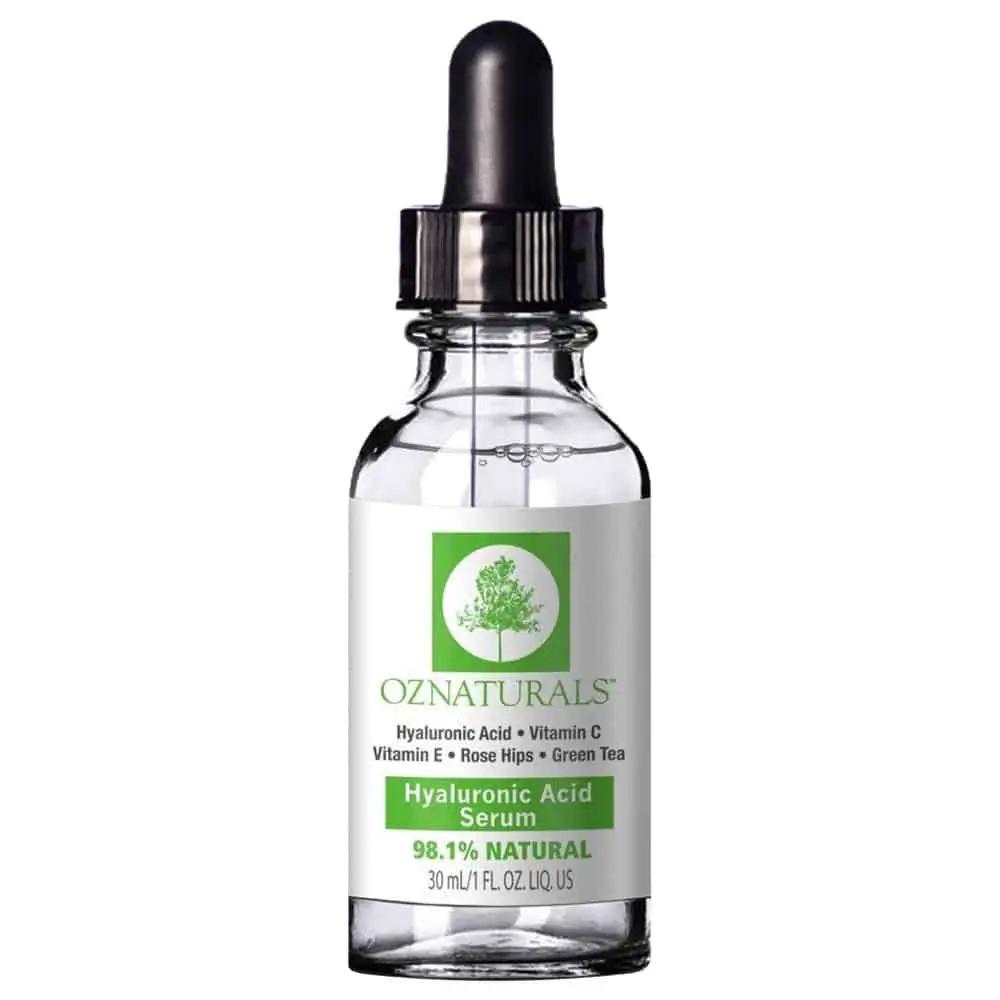 OZNATURALS™
Hyaluronic Acid • Vitamin C
Vitamin E • Rose Hips • Green Tea
Hyaluronic Acid
Serum
98.1% NATURAL
30 mL/1 FL. OZ. LIQ. US